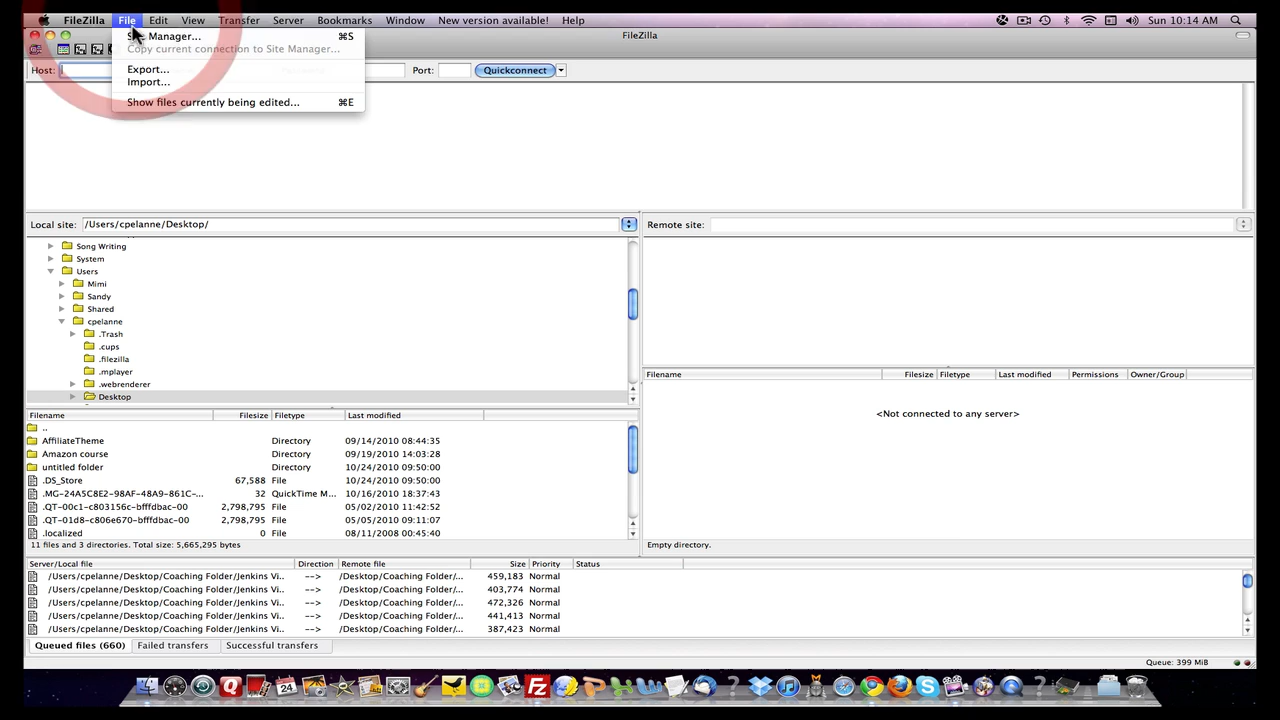 FileZilla File Edit View Transfer Server Bookmarks Window New version available! Help Sun 10:14 AM
FileZilla
Manager... ⌘S
Copy current connection to Site Manager...
Export...
Import...
Show files currently being edited... ⌘E
Host: Port: Quickconnect
Local site: /Users/cpelanne/Desktop/
Remote site:
Song Writing
System
Users
Mimi
Sandy
Shared
cpelanne
.Trash
.cups
.filezilla
.mplayer
.webrenderer
Desktop
Filename Filesize Filetype Last modified
..
AffiliateTheme Directory 09/14/2010 08:44:35
Amazon course Directory 09/19/2010 14:03:28
untitled folder Directory 10/24/2010 09:50:00
.DS_Store 67,588 File 10/24/2010 09:50:00
.MG-24A5C8E2-98AF-48A9-861C-... 32 QuickTime M... 10/16/2010 18:37:43
.QT-00c1-c803156c-bfffdbac-00 2,798,795 File 05/02/2010 11:42:52
.QT-01d8-c806e670-bfffdbac-00 2,798,795 File 05/05/2010 09:11:07
.localized 0 File 08/11/2008 00:45:40
11 files and 3 directories. Total size: 5,665,295 bytes
Filename Filesize Filetype Last modified Permissions Owner/Group
<Not connected to any server>
Empty directory.
Server/Local file Direction Remote file Size Priority Status
/Users/cpelanne/Desktop/Coaching Folder/Jenkins Vi.. --> /Desktop/Coaching Folder/... 459,183 Normal
/Users/cpelanne/Desktop/Coaching Folder/Jenkins Vi.. --> /Desktop/Coaching Folder/... 403,774 Normal
/Users/cpelanne/Desktop/Coaching Folder/Jenkins Vi.. --> /Desktop/Coaching Folder/... 472,326 Normal
/Users/cpelanne/Desktop/Coaching Folder/Jenkins Vi.. --> /Desktop/Coaching Folder/... 441,413 Normal
/Users/cpelanne/Desktop/Coaching Folder/Jenkins Vi.. --> /Desktop/Coaching Folder/... 387,423 Normal
Queued files (660) Failed transfers Successful transfers
Queue: 399 MiB